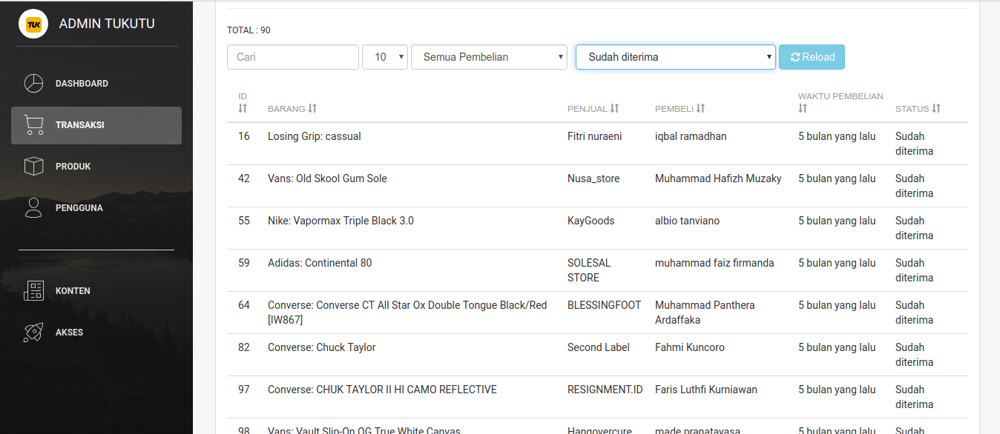 TUK ADMIN TUKUTU
DASHBOARD
TRANSAKSI
PRODUK
PENGGUNA
KONTEN
AKSES
TOTAL : 90
Cari 10 Semua Pembelian Sudah diterima Reload
ID BARANG PENJUAL PEMBELI WAKTU PEMBELIAN STATUS
16 Losing Grip: cassual Fitri nuraeni iqbal ramadhan 5 bulan yang lalu Sudah
diterima
42 Vans: Old Skool Gum Sole Nusa_store Muhammad Hafizh Muzaky 5 bulan yang lalu Sudah
diterima
55 Nike: Vapormax Triple Black 3.0 KayGoods albio tanviano 5 bulan yang lalu Sudah
diterima
59 Adidas: Continental 80 SOLESAL muhammad faiz firmanda 5 bulan yang lalu Sudah
STORE diterima
64 Converse: Converse CT All Star Ox Double Tongue Black/Red BLESSINGFOOT Muhammad Panthera 5 bulan yang lalu Sudah
[IW867] Ardaffaka diterima
82 Converse: Chuck Taylor Second Label Fahmi Kuncoro 5 bulan yang lalu Sudah
diterima
97 Converse: CHUK TAYLOR II HI CAMO REFLECTIVE RESIGNMENT.ID Faris Luthfi Kurniawan 5 bulan yang lalu Sudah
diterima
98 Vans: Vault Slip-On OG True White Canvas Hangovercure made pranatayasa 5 bulan yang lalu Sudah